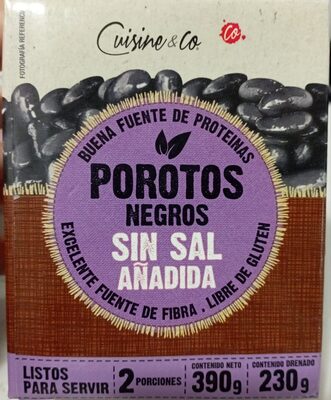 FOTOGRAFÍA REFERENCIAL
Cuisine & Co.
Co.
BUENA FUENTE DE PROTEINAS
POROTOS
NEGROS
SIN SAL
AÑADIDA
EXCELENTE FUENTE DE FIBRA . LIBRE DE GLUTEN
LISTOS
PARA SERVIR
2 PORCIONES
CONTENIDO NETO
390g
CONTENIDO DRENADO
230g